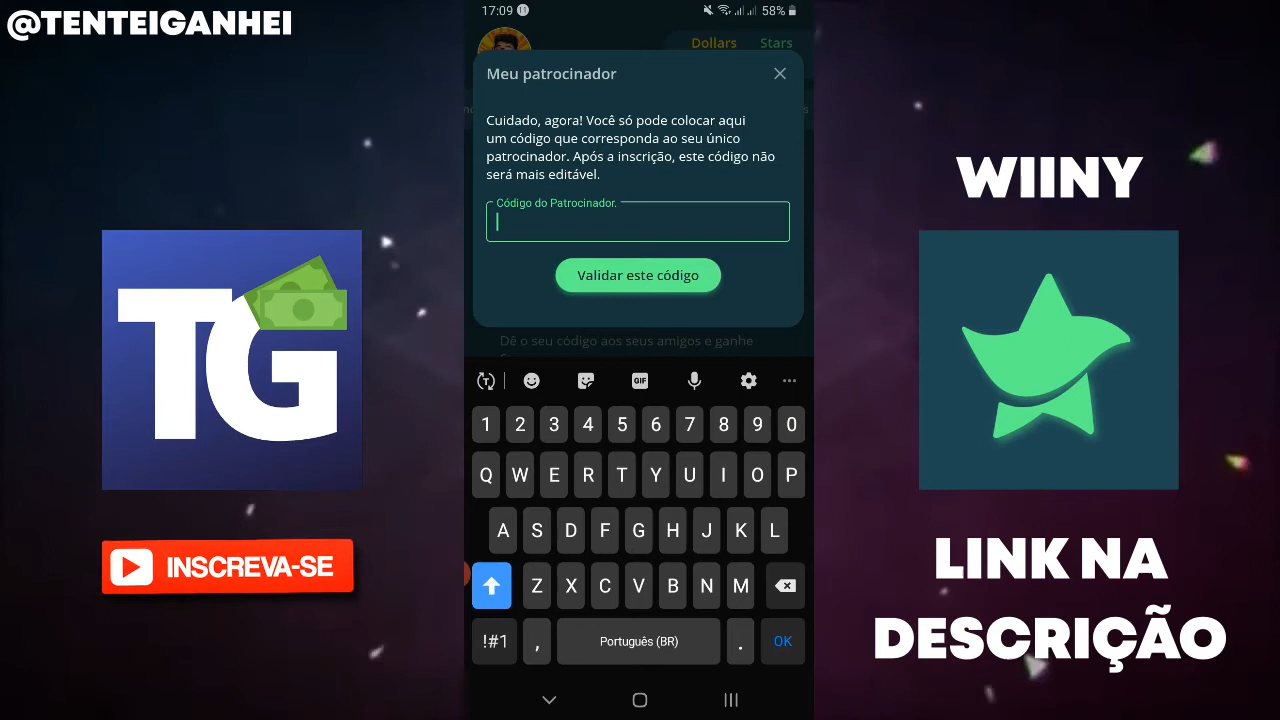 @TENTEIGANHEI
TG
INSCREVA-SE
17:09
58%
Dollars Stars
Meu patrocinador
Cuidado, agora! Você só pode colocar aqui
um código que corresponda ao seu único
patrocinador. Após a inscrição, este código não
será mais editável.
Código do Patrocinador.
Validar este código
Dê o seu código aos seus amigos e ganhe
GIF
1 2 3 4 5 6 7 8 9 0
Q W E R T Y U I O P
A S D F G H J K L
Z X C V B N M
!#1 , Português (BR) . OK
WIINY
LINK NA
DESCRIÇÃO